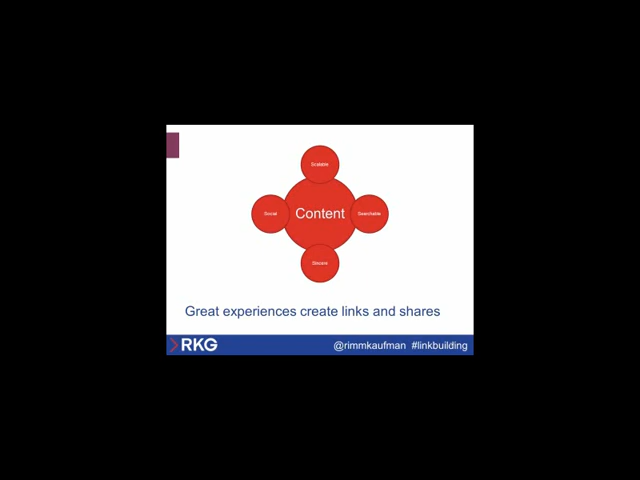 Scalable
Social
Content
Searchable
Sincere
Great experiences create links and shares
RKG
@rimmkaufman #linkbuilding